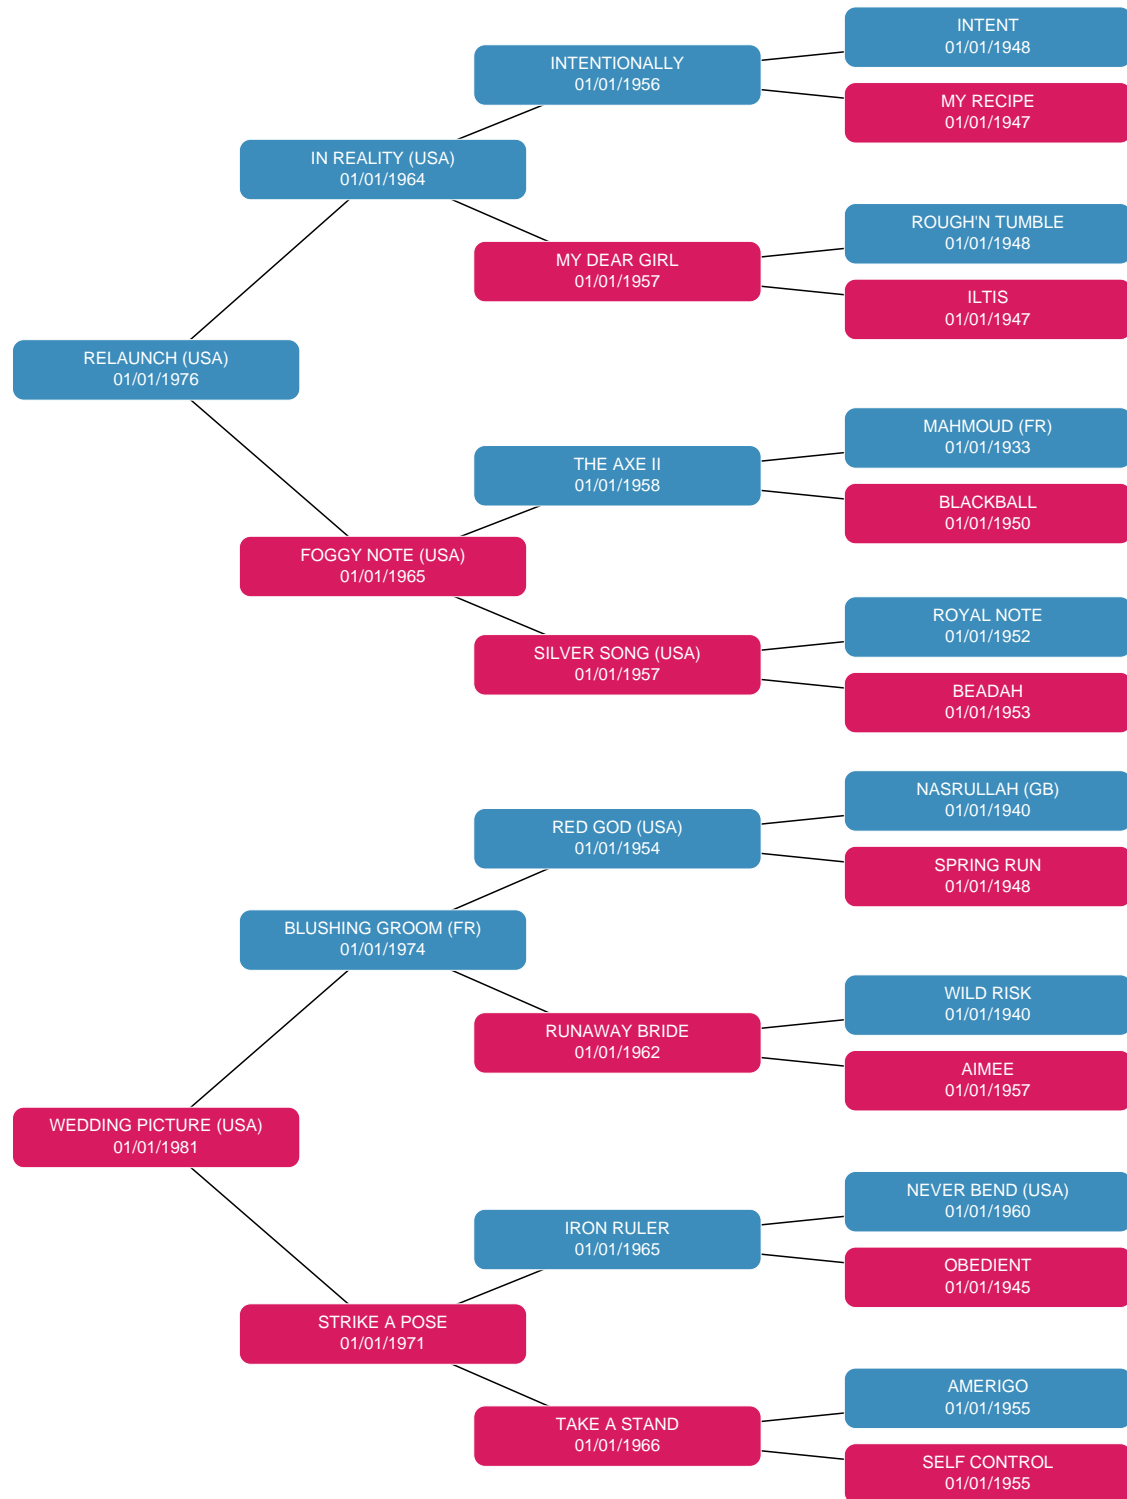 INTENT
01/01/1948
INTENTIONALLY
01/01/1956
MY RECIPE
01/01/1947
IN REALITY (USA)
01/01/1964
ROUGH'N TUMBLE
01/01/1948
MY DEAR GIRL
01/01/1957
ILTIS
01/01/1947
RELAUNCH (USA)
01/01/1976
MAHMOUD (FR)
01/01/1933
THE AXE II
01/01/1958
BLACKBALL
01/01/1950
FOGGY NOTE (USA)
01/01/1965
ROYAL NOTE
01/01/1952
SILVER SONG (USA)
01/01/1957
BEADAH
01/01/1953
NASRULLAH (GB)
01/01/1940
RED GOD (USA)
01/01/1954
SPRING RUN
01/01/1948
BLUSHING GROOM (FR)
01/01/1974
WILD RISK
01/01/1940
RUNAWAY BRIDE
01/01/1962
AIMEE
01/01/1957
WEDDING PICTURE (USA)
01/01/1981
NEVER BEND (USA)
01/01/1960
IRON RULER
01/01/1965
OBEDIENT
01/01/1945
STRIKE A POSE
01/01/1971
AMERIGO
01/01/1955
TAKE A STAND
01/01/1966
SELF CONTROL
01/01/1955